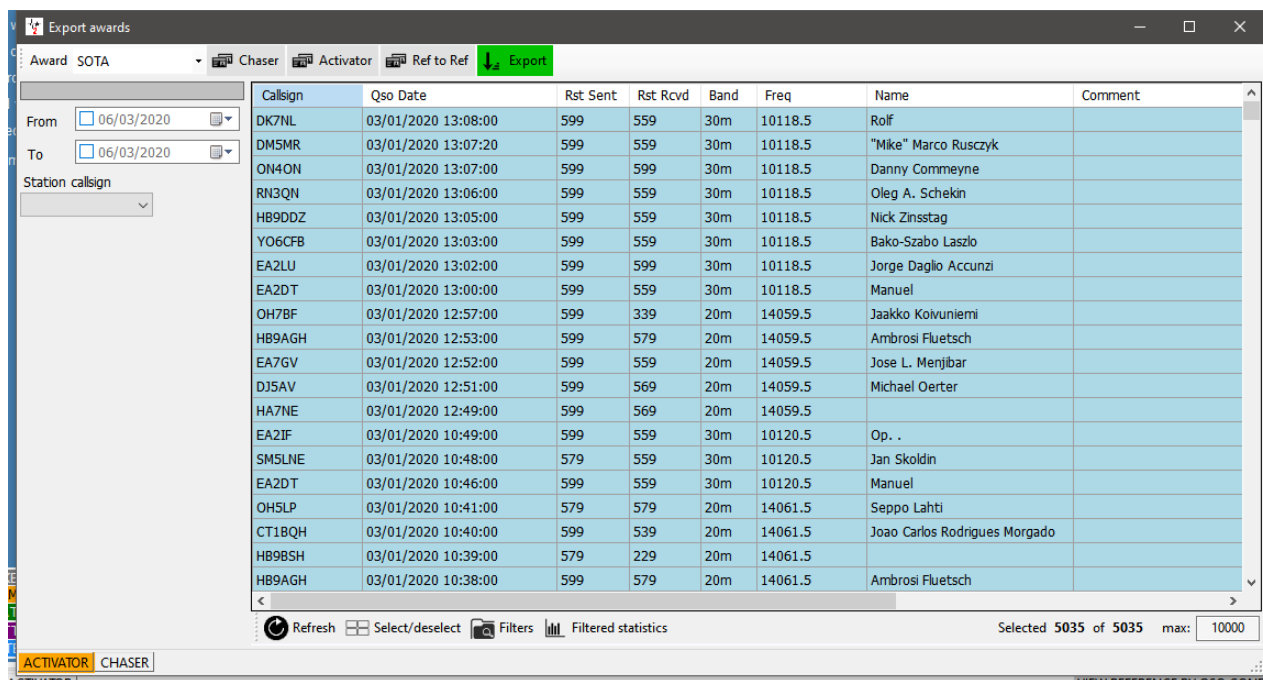 Export awards
Award SOTA Chaser Activator Ref to Ref Export
From 06/03/2020
To 06/03/2020
Station callsign
Callsign Qso Date Rst Sent Rst Rcvd Band Freq Name Comment
DK7NL 03/01/2020 13:08:00 599 559 30m 10118.5 Rolf
DM5MR 03/01/2020 13:07:20 599 559 30m 10118.5 "Mike" Marco Rusczyk
ON4ON 03/01/2020 13:07:00 599 599 30m 10118.5 Danny Commeyne
RN3QN 03/01/2020 13:06:00 599 559 30m 10118.5 Oleg A. Schekin
HB9DDZ 03/01/2020 13:05:00 599 559 30m 10118.5 Nick Zinsstag
YO6CFB 03/01/2020 13:03:00 599 559 30m 10118.5 Bako-Szabo Laszlo
EA2LU 03/01/2020 13:02:00 599 599 30m 10118.5 Jorge Daglio Accunzi
EA2DT 03/01/2020 13:00:00 599 559 30m 10118.5 Manuel
OH7BF 03/01/2020 12:57:00 599 339 20m 14059.5 Jaakko Koivuniemi
HB9AGH 03/01/2020 12:53:00 599 579 20m 14059.5 Ambrosi Fluetsch
EA7GV 03/01/2020 12:52:00 599 559 20m 14059.5 Jose L. Menjibar
DJ5AV 03/01/2020 12:51:00 599 569 20m 14059.5 Michael Oerter
HA7NE 03/01/2020 12:49:00 599 569 20m 14059.5
EA2IF 03/01/2020 10:49:00 599 559 30m 10120.5 Op. .
SM5LNE 03/01/2020 10:48:00 579 559 30m 10120.5 Jan Skoldin
EA2DT 03/01/2020 10:46:00 599 559 30m 10120.5 Manuel
OH5LP 03/01/2020 10:41:00 579 579 20m 14061.5 Seppo Lahti
CT1BQH 03/01/2020 10:40:00 599 539 20m 14061.5 Joao Carlos Rodrigues Morgado
HB9BSH 03/01/2020 10:39:00 579 229 20m 14061.5
HB9AGH 03/01/2020 10:38:00 599 579 20m 14061.5 Ambrosi Fluetsch
Refresh Select/deselect Filters Filtered statistics Selected 5035 of 5035 max: 10000
ACTIVATOR CHASER